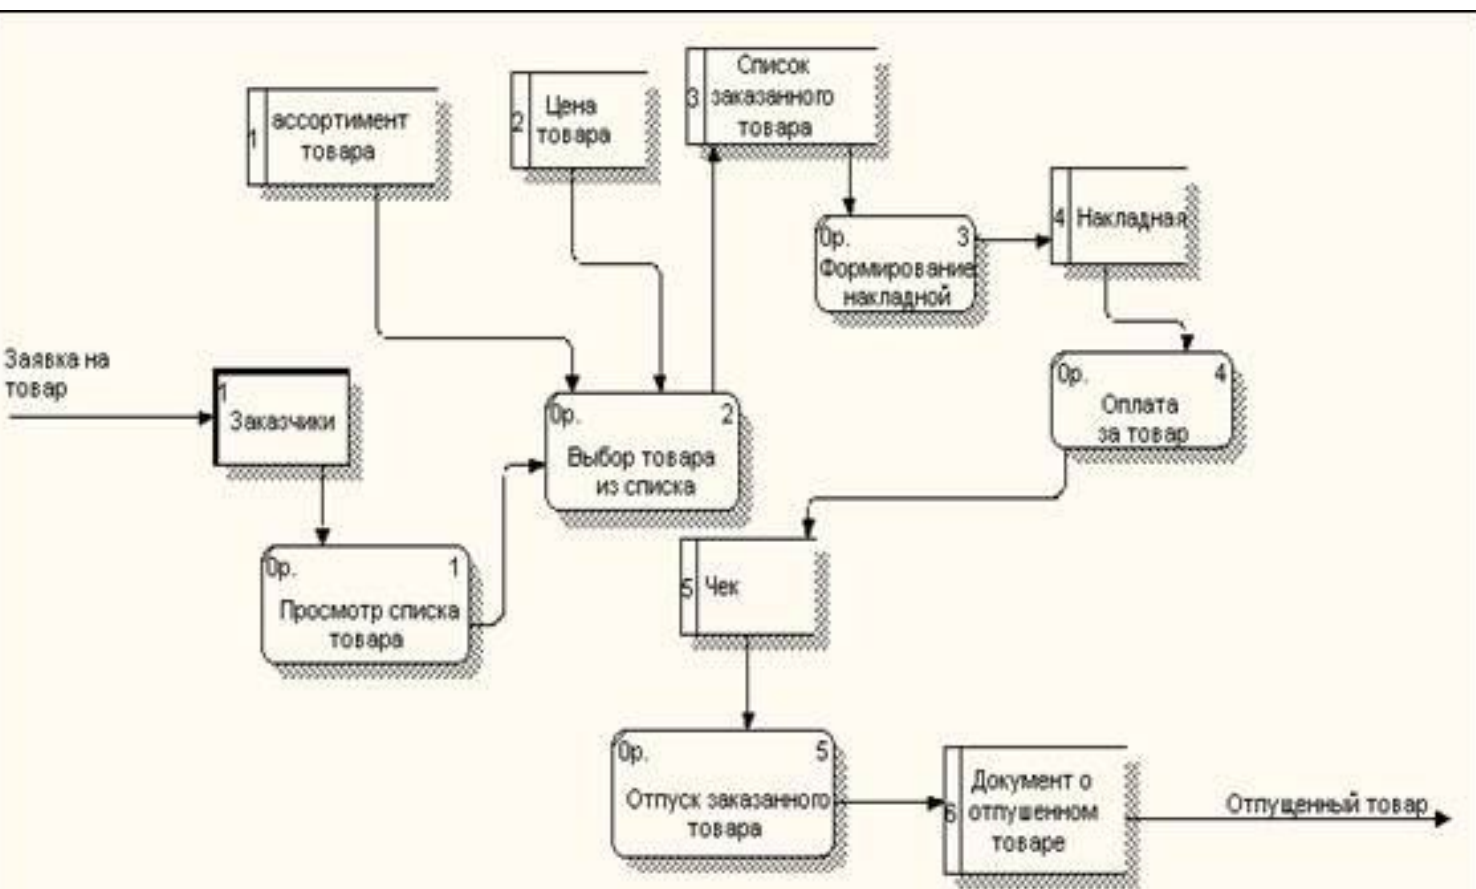 1
ассортимент
товара
2
Цена
товара
3
Список
заказанного
товара
0р. 3
Формирование
накладной
4 Накладная
Заявка на
товар
1
Заказчики
0р. 2
Выбор товара
из списка
0р. 4
Оплата
за товар
0р. 1
Просмотр списка
товара
5 Чек
0р. 5
Отпуск заказанного
товара
6
Документ о
отпушенном
товаре
Отпущенный товар